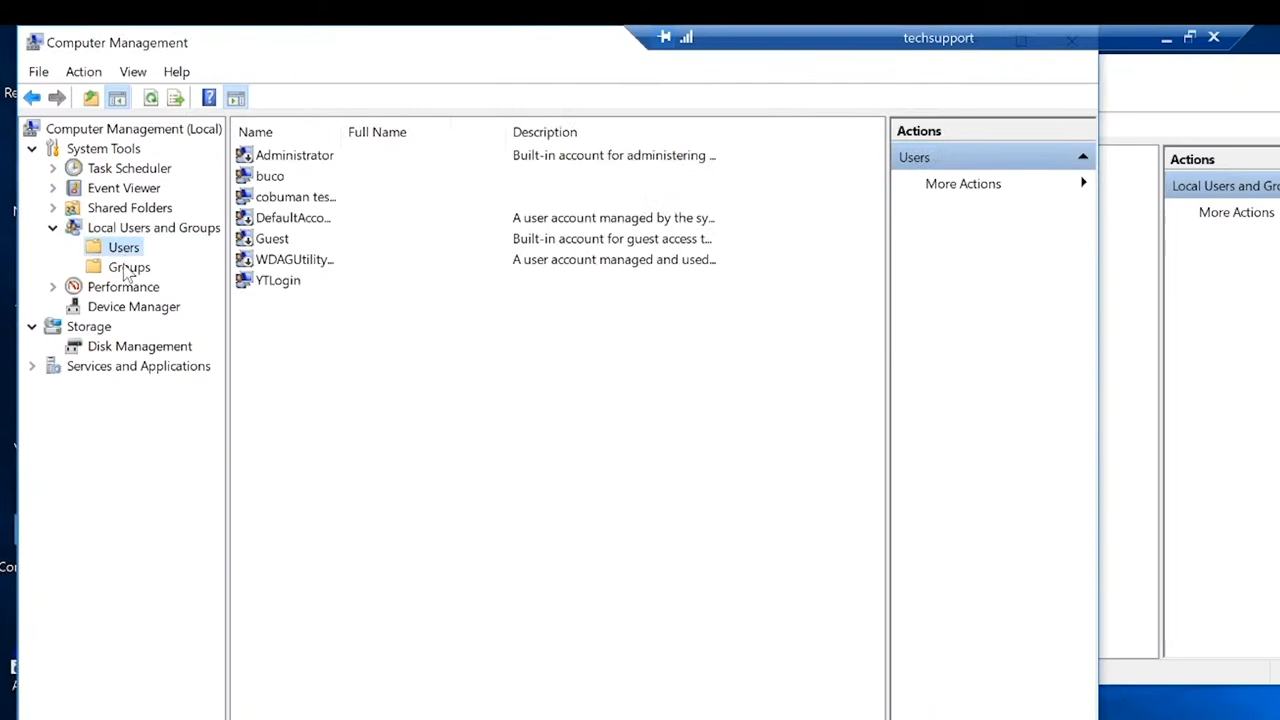 Computer Management
techsupport
File Action View Help
Computer Management (Local)
System Tools
Task Scheduler
Event Viewer
Shared Folders
Local Users and Groups
Users
Groups
Performance
Device Manager
Storage
Disk Management
Services and Applications
Name Full Name Description
Administrator Built-in account for administering ...
buco
cobuman tes...
DefaultAcco... A user account managed by the sy...
Guest Built-in account for guest access t...
WDAGUtility... A user account managed and used...
YTLogin
Actions
Users
More Actions
Actions
Local Users and Gro
More Actions